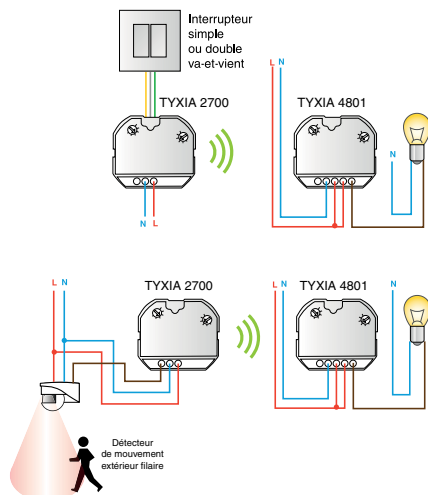 Interrupteur
simple
ou double
va-et-vient
TYXIA 2700
TYXIA 4801
L N
N
N L
L N
TYXIA 2700
TYXIA 4801
L N
N
Détecteur
de mouvement
extérieur filaire